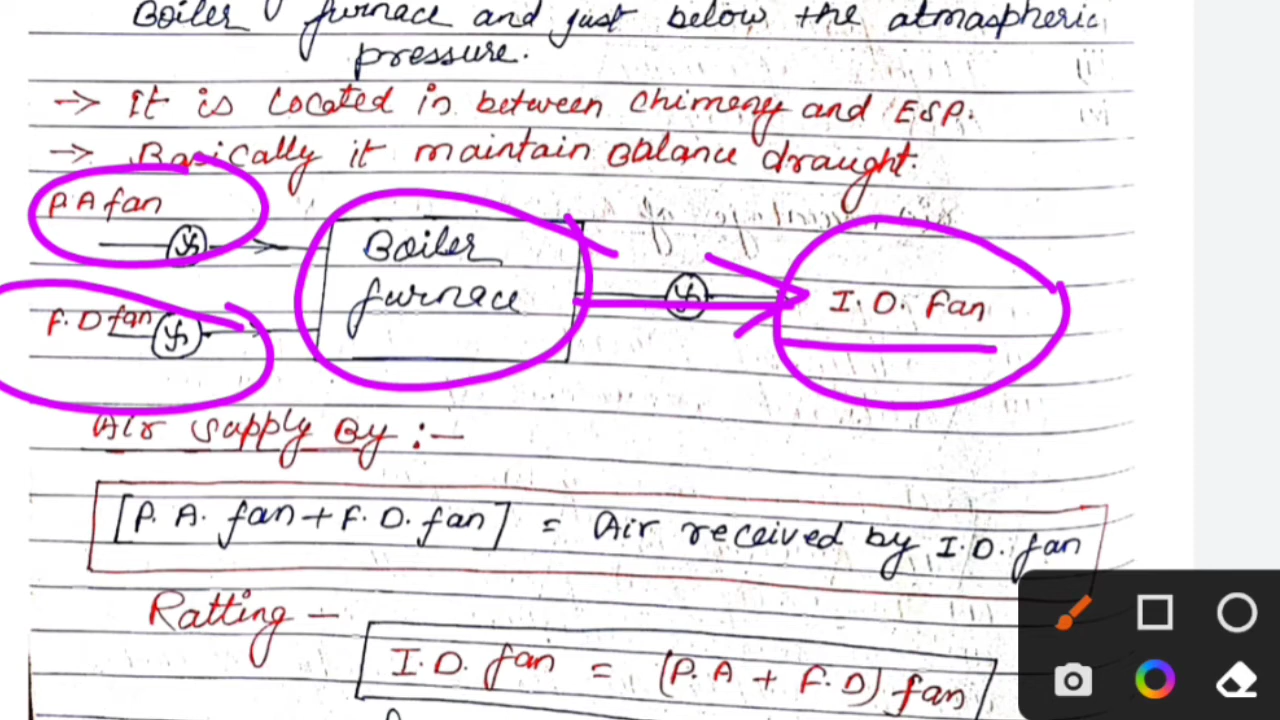 Boiler furnace and just below the atmospheric
pressure.
-> It is located in between chimeny and ESP.
-> Basically it maintain Balance draught.
P.A fan
Boiler
furnace
F.D fan
I.D. fan
Air supply By :-
[P.A. fan + F.D. fan] = Air received by I.D. fan
Ratting -
I.D. fan = (P.A + F.D) fan